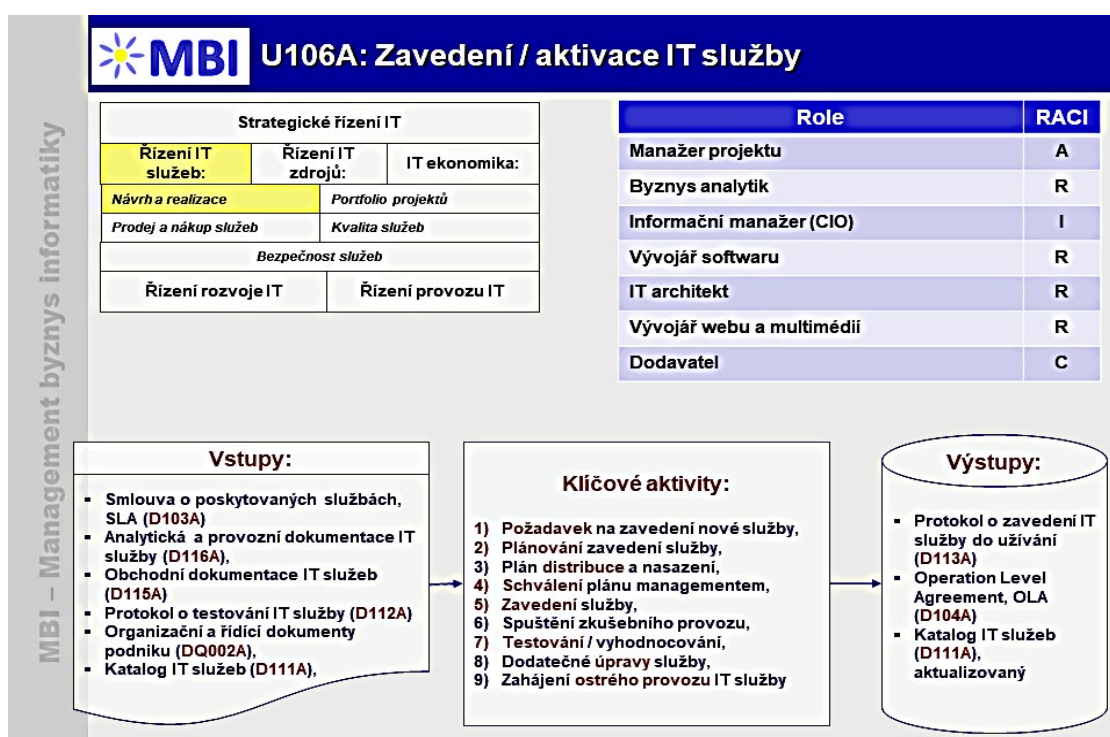 MBI
U106A: Zavedení / aktivace IT služby
MBI – Management byznys informatiky
Strategické řízení IT
Řízení IT
služeb:
Řízení IT
zdrojů:
IT ekonomika:
Návrh a realizace
Portfolio projektů
Prodej a nákup služeb
Kvalita služeb
Bezpečnost služeb
Řízení rozvoje IT
Řízení provozu IT
Role RACI
Manažer projektu A
Byznys analytik R
Informační manažer (CIO) I
Vývojář softwaru R
IT architekt R
Vývojář webu a multimédií R
Dodavatel C
Vstupy:
▪ Smlouva o poskytovaných službách,
SLA (D103A)
▪ Analytická a provozní dokumentace IT
služby (D116A),
▪ Obchodní dokumentace IT služeb
(D115A)
▪ Protokol o testování IT služby (D112A)
▪ Organizační a řídící dokumenty
podniku (DQ002A),
▪ Katalog IT služeb (D111A),
Klíčové aktivity:
1) Požadavek na zavedení nové služby,
2) Plánování zavedení služby,
3) Plán distribuce a nasazení,
4) Schválení plánu managementem,
5) Zavedení služby,
6) Spuštění zkušebního provozu,
7) Testování / vyhodnocování,
8) Dodatečné úpravy služby,
9) Zahájení ostrého provozu IT služby
Výstupy:
▪ Protokol o zavedení IT
služby do užívání
(D113A)
▪ Operation Level
Agreement, OLA
(D104A)
▪ Katalog IT služeb
(D111A),
aktualizovaný